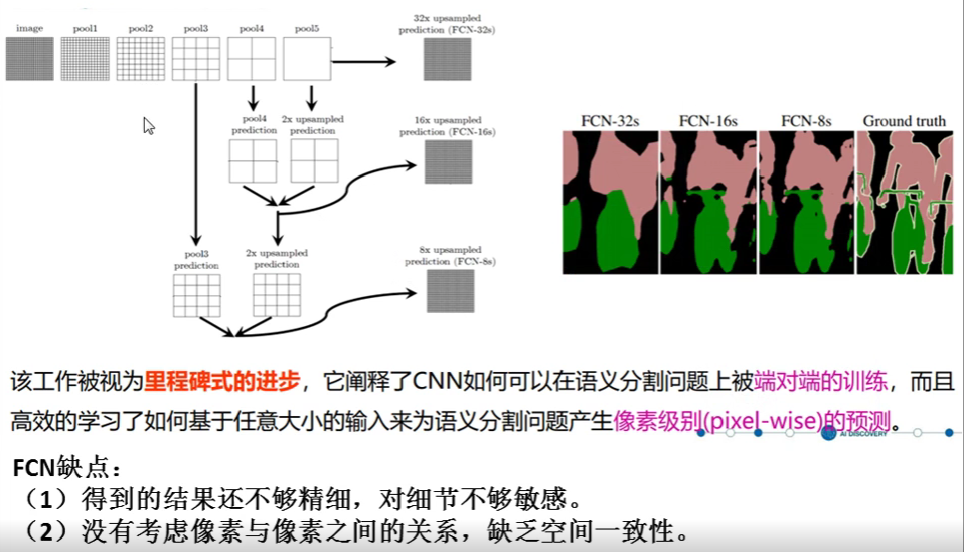 image pool1 pool2 pool3 pool4 pool5
32x upsampled
prediction (FCN-32s)
pool4
prediction
2x upsampled
prediction
16x upsampled
prediction (FCN-16s)
pool3
prediction
2x upsampled
prediction
8x upsampled
prediction (FCN-8s)
FCN-32s FCN-16s FCN-8s Ground truth
该工作被视为里程碑式的进步，它阐释了CNN如何可以在语义分割问题上被端对端的训练，而且
高效的学习了如何基于任意大小的输入来为语义分割问题产生像素级别(pixel-wise)的预测。
AI DISCOVERY
FCN缺点：
（1）得到的结果还不够精细，对细节不够敏感。
（2）没有考虑像素与像素之间的关系，缺乏空间一致性。